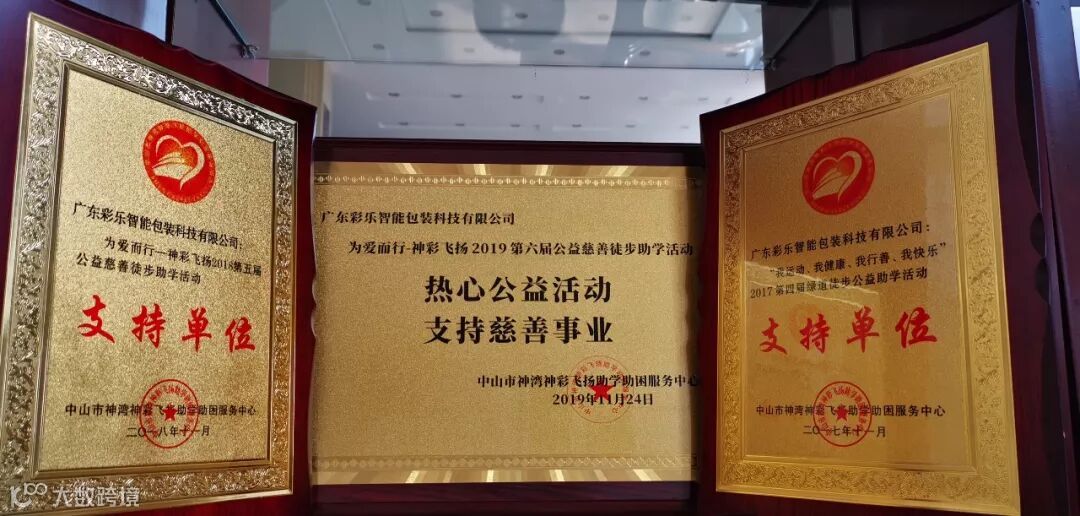 广东彩乐智能包装科技有限公司:
为爱而行—神彩飞扬2018第五届
公益慈善徒步助学活动
支持单位
中山市神湾神彩飞扬助学助困服务中心
二〇一八年十一月
广东彩乐智能包装科技有限公司
为爱而行-神彩飞扬2019第六届公益慈善徒步助学活动
热心公益活动
支持慈善事业
中山市神湾神彩飞扬助学助困服务中心
2019年11月24日
广东彩乐智能包装科技有限公司:
“我运动、我健康、我行善、我快乐”
2017第四届绿道徒步公益助学活动
支持单位
中山市神湾神彩飞扬助学助困服务中心
二〇一七年十一月
大数跨境